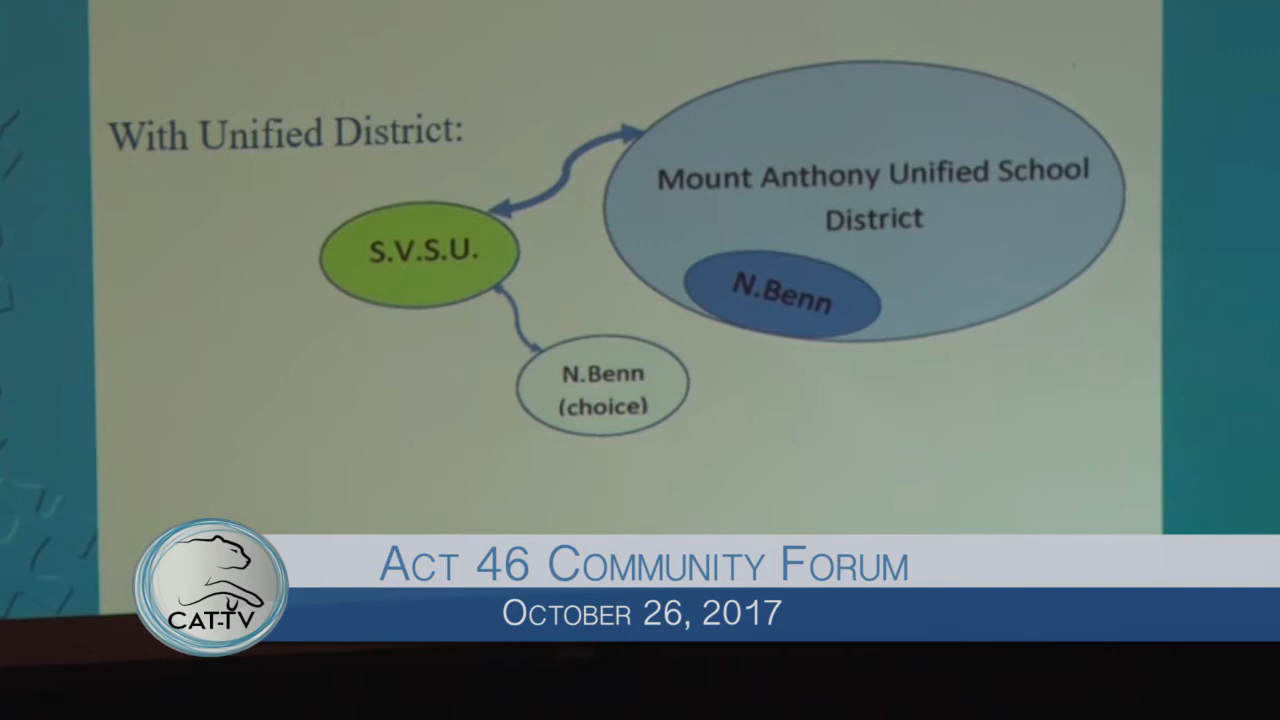 With Unified District:
Mount Anthony Unified School
District
S.V.S.U.
N.Benn
N.Benn
(choice)
ACT 46 COMMUNITY FORUM
OCTOBER 26, 2017
CAT-TV